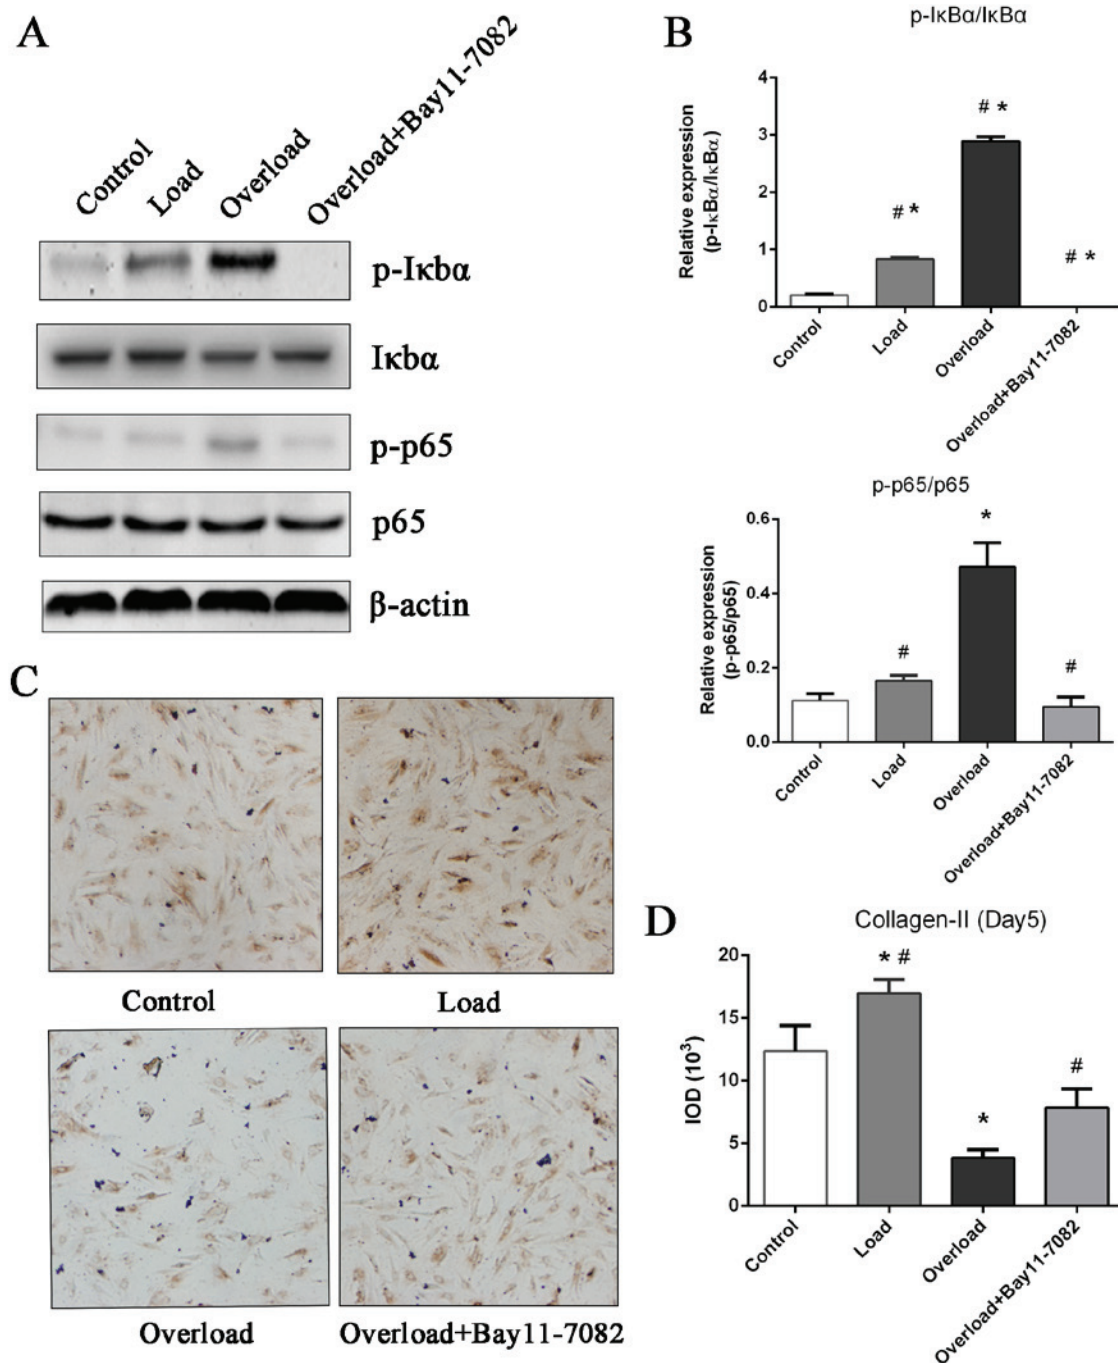 A
Control
Load
Overload
Overload+Bay11-7082
p-Iκbα
Iκbα
p-p65
p65
β-actin
B
p-IκBα/IκBα
Relative expression
(p-IκBα/IκBα)
4
3
2
1
0
# *
# *
# *
Control
Load
Overload
Overload+Bay11-7082
p-p65/p65
Relative expression
(p-p65/p65)
0.6
0.4
0.2
0.0
#
*
#
Control
Load
Overload
Overload+Bay11-7082
C
Control
Load
Overload
Overload+Bay11-7082
D
Collagen-II (Day5)
IOD (10³)
20
15
10
5
0
* #
*
#
Control
Load
Overload
Overload+Bay11-7082